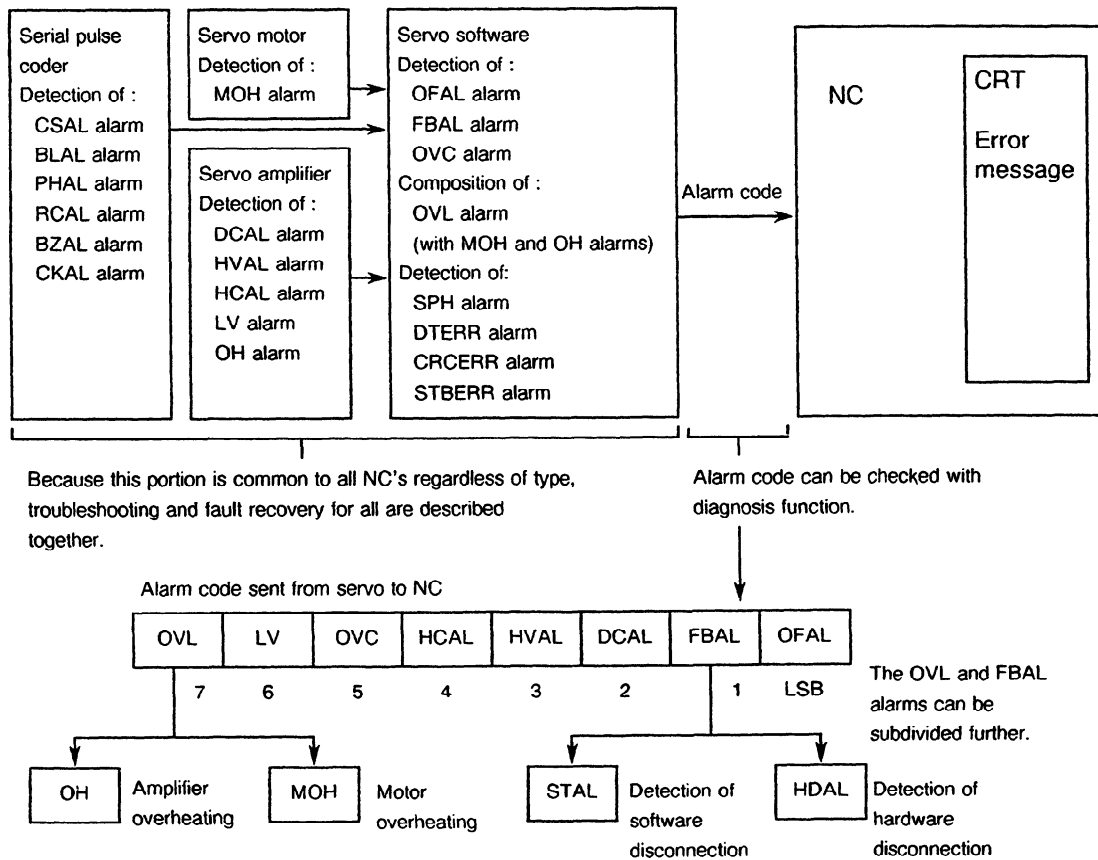 Serial pulse
coder
Detection of :
CSAL alarm
BLAL alarm
PHAL alarm
RCAL alarm
BZAL alarm
CKAL alarm
Servo motor
Detection of :
MOH alarm
Servo amplifier
Detection of :
DCAL alarm
HVAL alarm
HCAL alarm
LV alarm
OH alarm
Servo software
Detection of :
OFAL alarm
FBAL alarm
OVC alarm
Composition of :
OVL alarm
(with MOH and OH alarms)
Detection of:
SPH alarm
DTERR alarm
CRCERR alarm
STBERR alarm
Alarm code
NC
CRT
Error
message
Because this portion is common to all NC's regardless of type,
troubleshooting and fault recovery for all are described
together.
Alarm code can be checked with
diagnosis function.
Alarm code sent from servo to NC
OVL LV OVC HCAL HVAL DCAL FBAL OFAL
7 6 5 4 3 2 1 LSB
The OVL and FBAL
alarms can be
subdivided further.
OH
Amplifier
overheating
MOH
Motor
overheating
STAL
Detection of
software
disconnection
HDAL
Detection of
hardware
disconnection